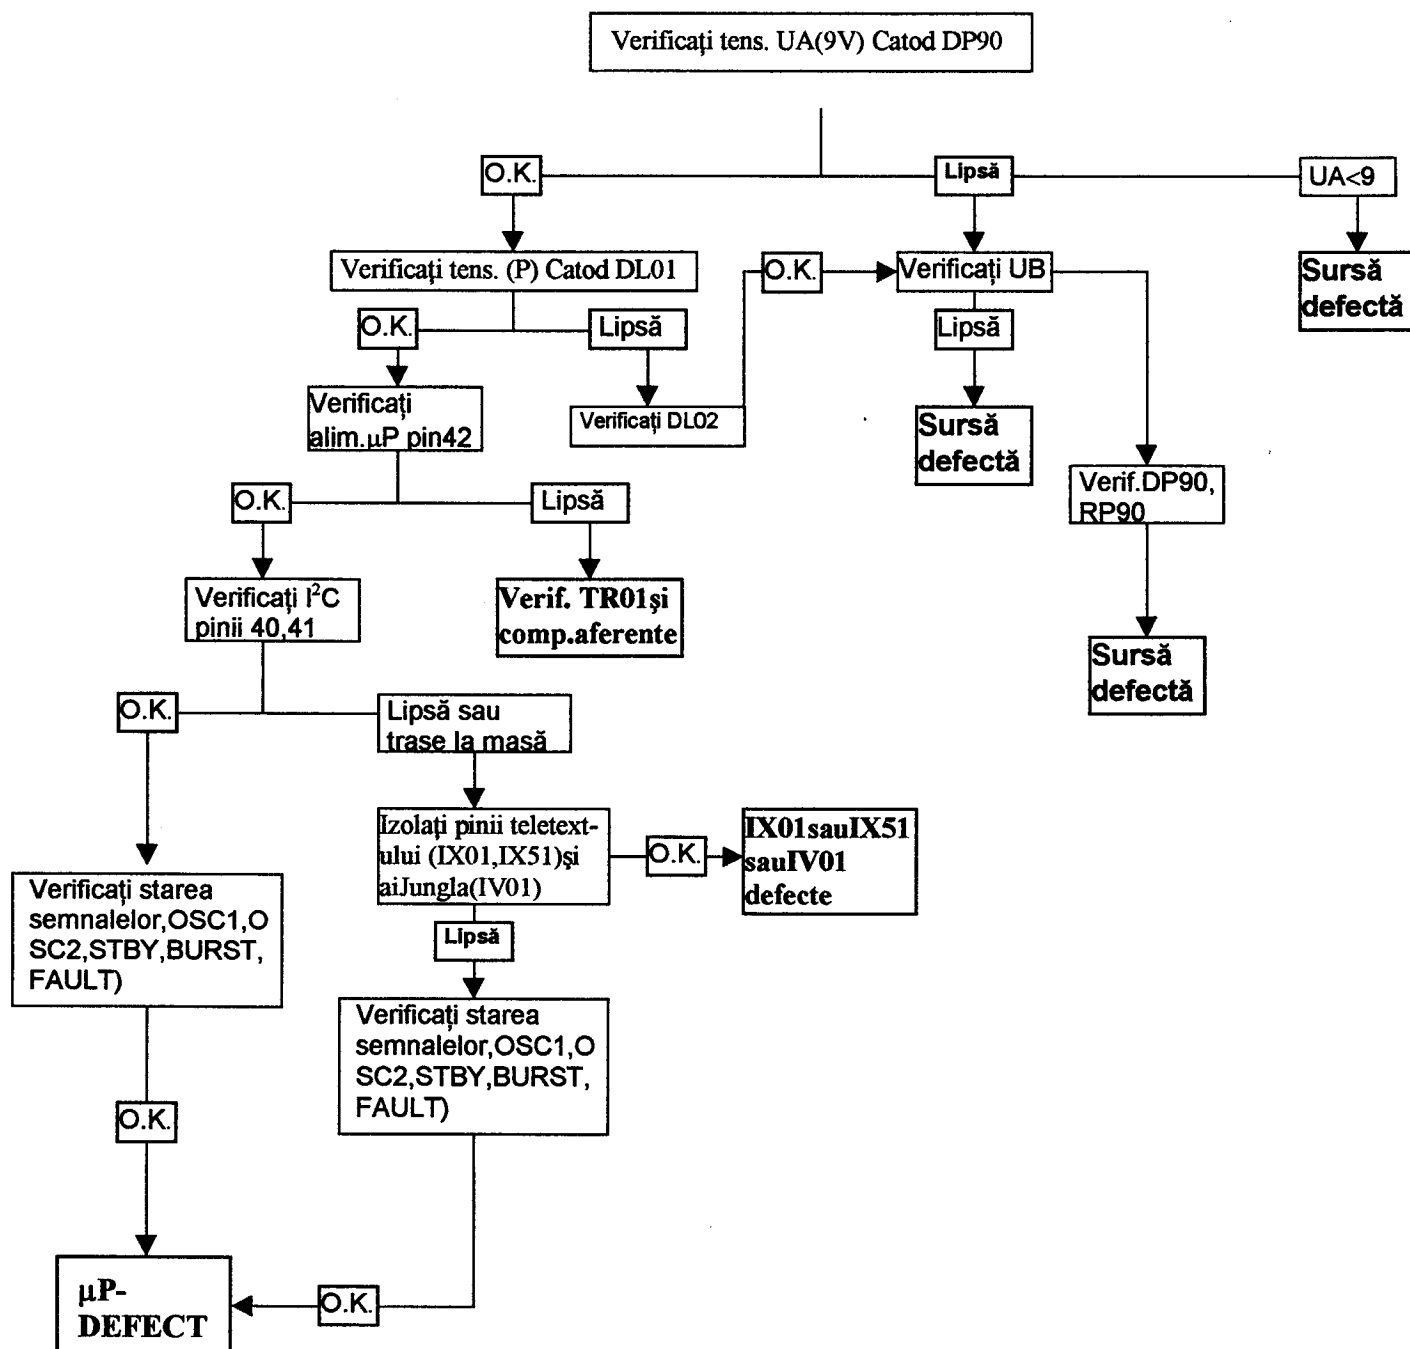 Verificați tens. UA(9V) Catod DP90
O.K.
Lipsă
UA<9
Verificați tens. (P) Catod DL01
O.K.
Verificați UB
Sursă
defectă
O.K.
Lipsă
Lipsă
Verificați
alim.µP pin42
Verificați DL02
Sursă
defectă
Verif.DP90,
RP90
O.K.
Lipsă
Verificați I²C
pinii 40,41
Verif. TR01și
comp.aferente
Sursă
defectă
O.K.
Lipsă sau
trase la masă
Izolați pinii teletext-
ului (IX01,IX51)și
aiJungla(IV01)
O.K.
IX01sauIX51
sauIV01
defecte
Verificați starea
semnalelor,OSC1,O
SC2,STBY,BURST,
FAULT)
Lipsă
Verificați starea
semnalelor,OSC1,O
SC2,STBY,BURST,
FAULT)
O.K.
µP-
DEFECT
O.K.